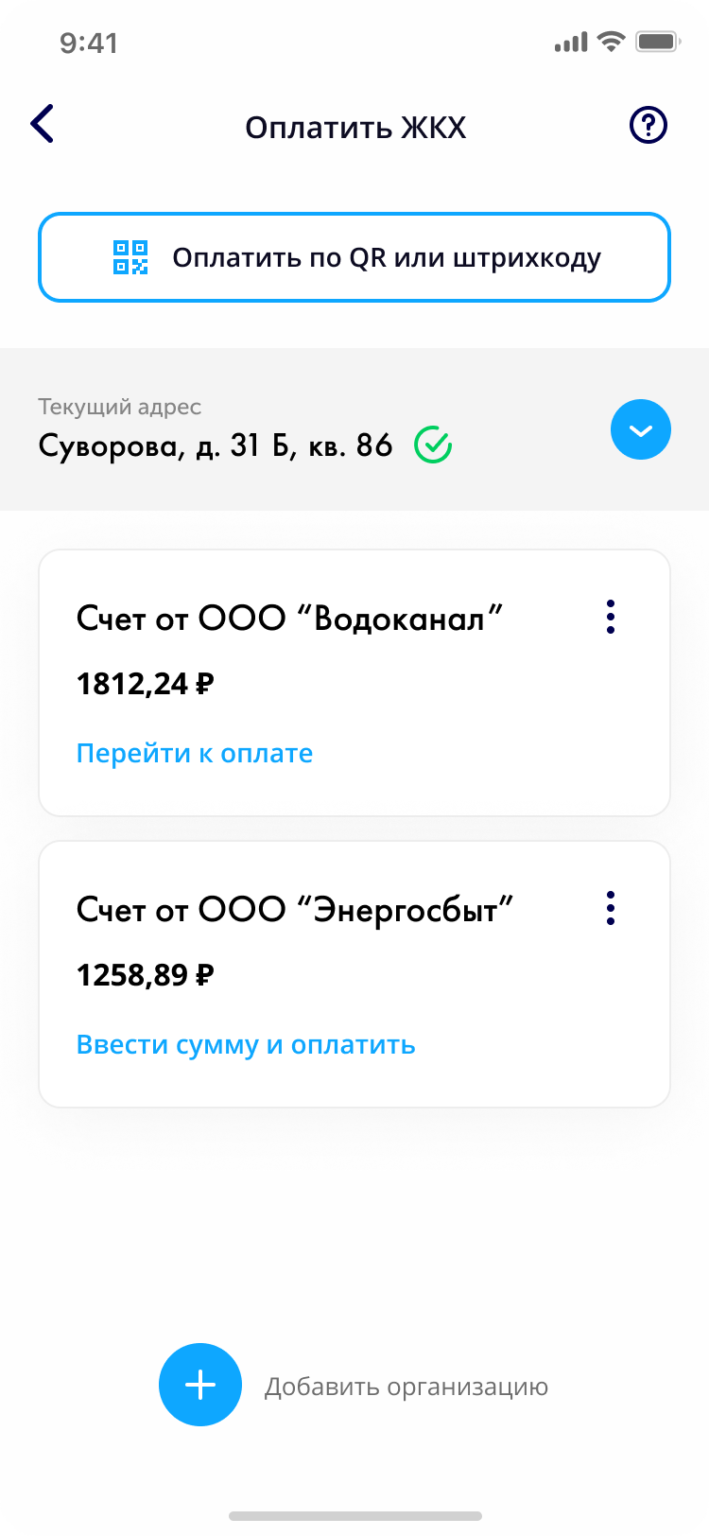 9:41
Оплатить ЖКХ
Оплатить по QR или штрихкоду
Текущий адрес
Суворова, д. 31 Б, кв. 86
Счет от ООО “Водоканал”
1812,24 ₽
Перейти к оплате
Счет от ООО “Энергосбыт”
1258,89 ₽
Ввести сумму и оплатить
Добавить организацию